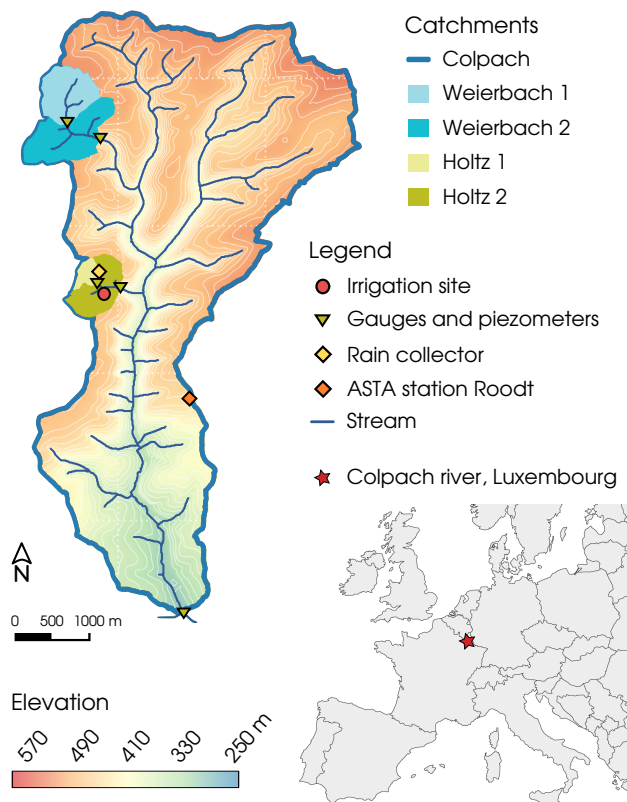 Catchments
Colpach
Weierbach 1
Weierbach 2
Holtz 1
Holtz 2
Legend
Irrigation site
Gauges and piezometers
Rain collector
ASTA station Roodt
Stream
Colpach river, Luxembourg
N
0 500 1000 m
Elevation
570 490 410 330 250 m